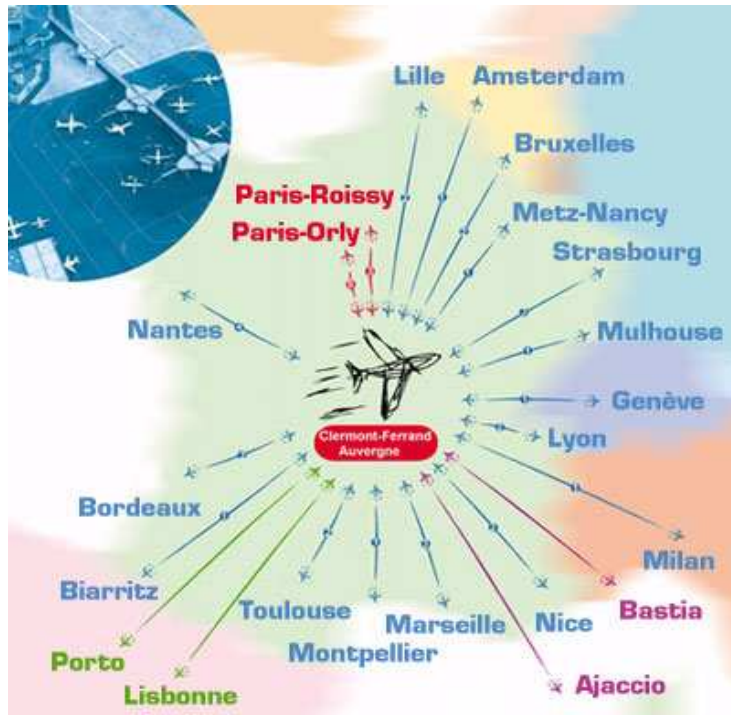 Lille
Amsterdam
Bruxelles
Paris-Roissy
Metz-Nancy
Paris-Orly
Strasbourg
Nantes
Mulhouse
Genève
Clermont-Ferrand
Auvergne
Lyon
Bordeaux
Milan
Biarritz
Toulouse
Marseille
Nice
Bastia
Montpellier
Porto
Lisbonne
Ajaccio